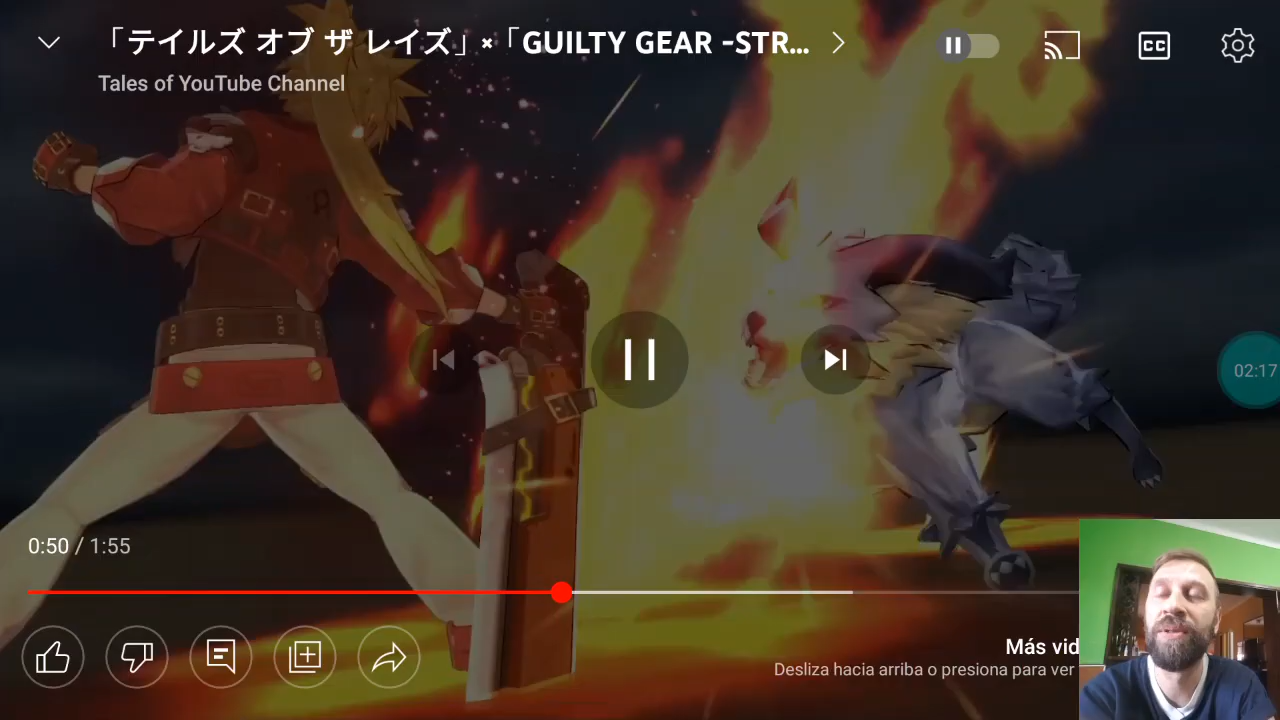 「テイルズ オブ ザ レイズ」×「GUILTY GEAR -STR...
Tales of YouTube Channel
CC
02:17
0:50 / 1:55
Más vid
Desliza hacia arriba o presiona para ver